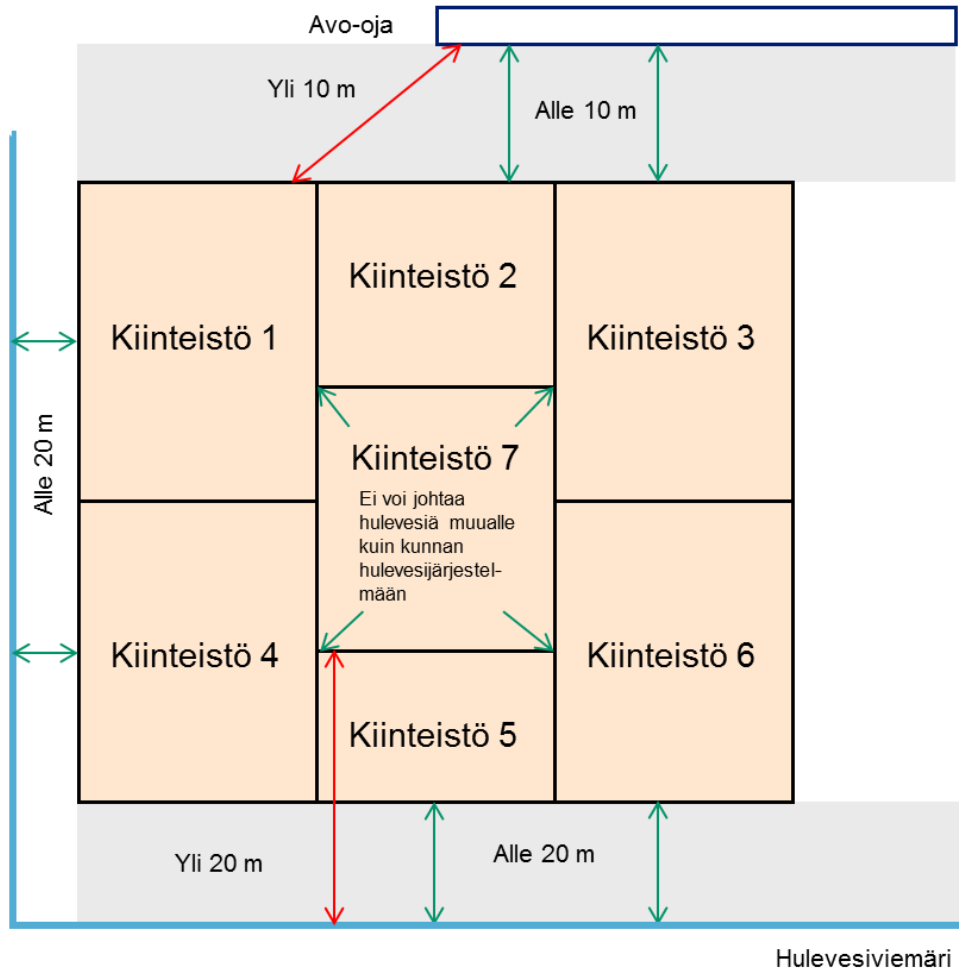 Avo-oja
Yli 10 m
Alle 10 m
Kiinteistö 1
Kiinteistö 2
Kiinteistö 3
Alle 20 m
Kiinteistö 7
Ei voi johtaa
hulevesiä muualle
kuin kunnan
hulevesijärjestel-
mään
Kiinteistö 4
Kiinteistö 5
Kiinteistö 6
Yli 20 m
Alle 20 m
Hulevesiviemäri